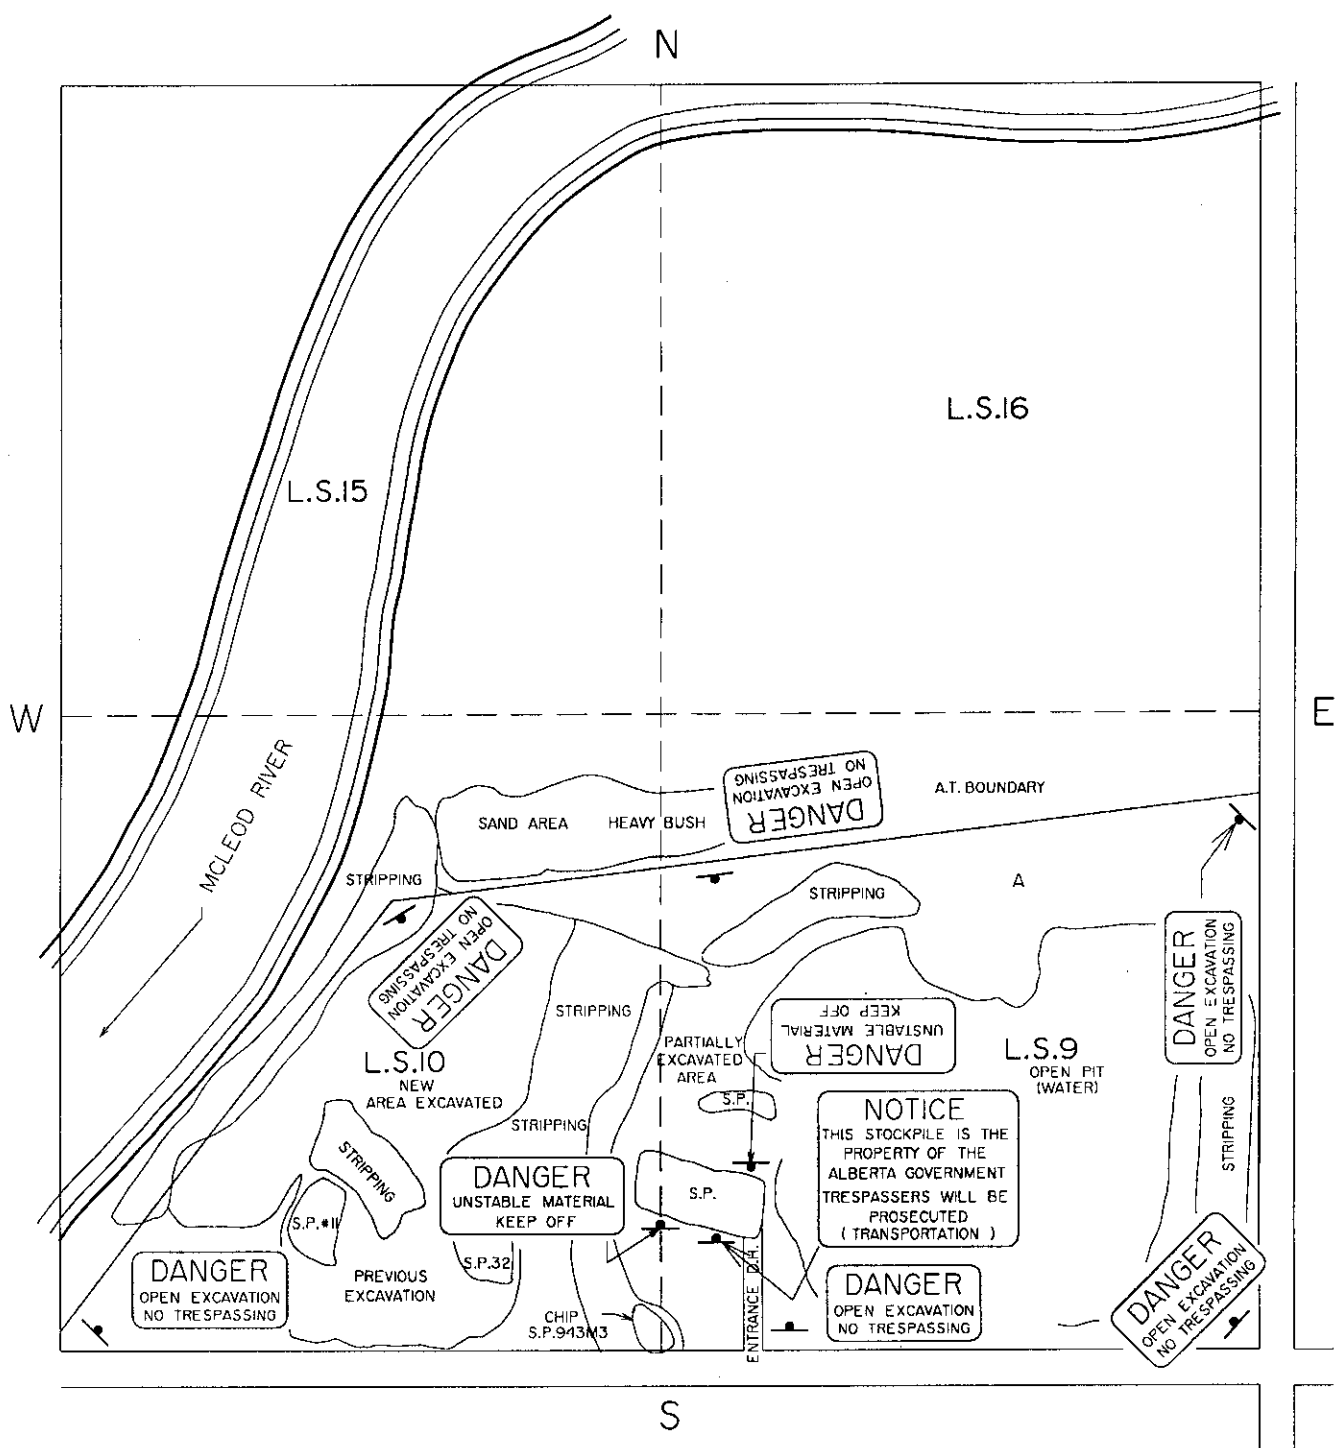 N
L.S.16
L.S.15
W
E
MCLEOD RIVER
DANGER
OPEN EXCAVATION
NO TRESPASSING
A.T. BOUNDARY
SAND AREA
HEAVY BUSH
STRIPPING
A
STRIPPING
DANGER
OPEN EXCAVATION
NO TRESPASSING
DANGER
OPEN EXCAVATION
NO TRESPASSING
STRIPPING
DANGER
UNSTABLE MATERIAL
KEEP OFF
PARTIALLY
EXCAVATED
AREA
L.S.9
OPEN PIT
(WATER)
L.S.10
NEW
AREA EXCAVATED
S.P.
STRIPPING
NOTICE
THIS STOCKPILE IS THE
PROPERTY OF THE
ALBERTA GOVERNMENT
TRESPASSERS WILL BE
PROSECUTED
( TRANSPORTATION )
STRIPPING
STRIPPING
DANGER
UNSTABLE MATERIAL
KEEP OFF
S.P.
S.P.#11
S.P.32
DANGER
OPEN EXCAVATION
NO TRESPASSING
PREVIOUS
EXCAVATION
CHIP
S.P.943M3
ENTRANCE D.H.
DANGER
OPEN EXCAVATION
NO TRESPASSING
DANGER
OPEN EXCAVATION
NO TRESPASSING
S